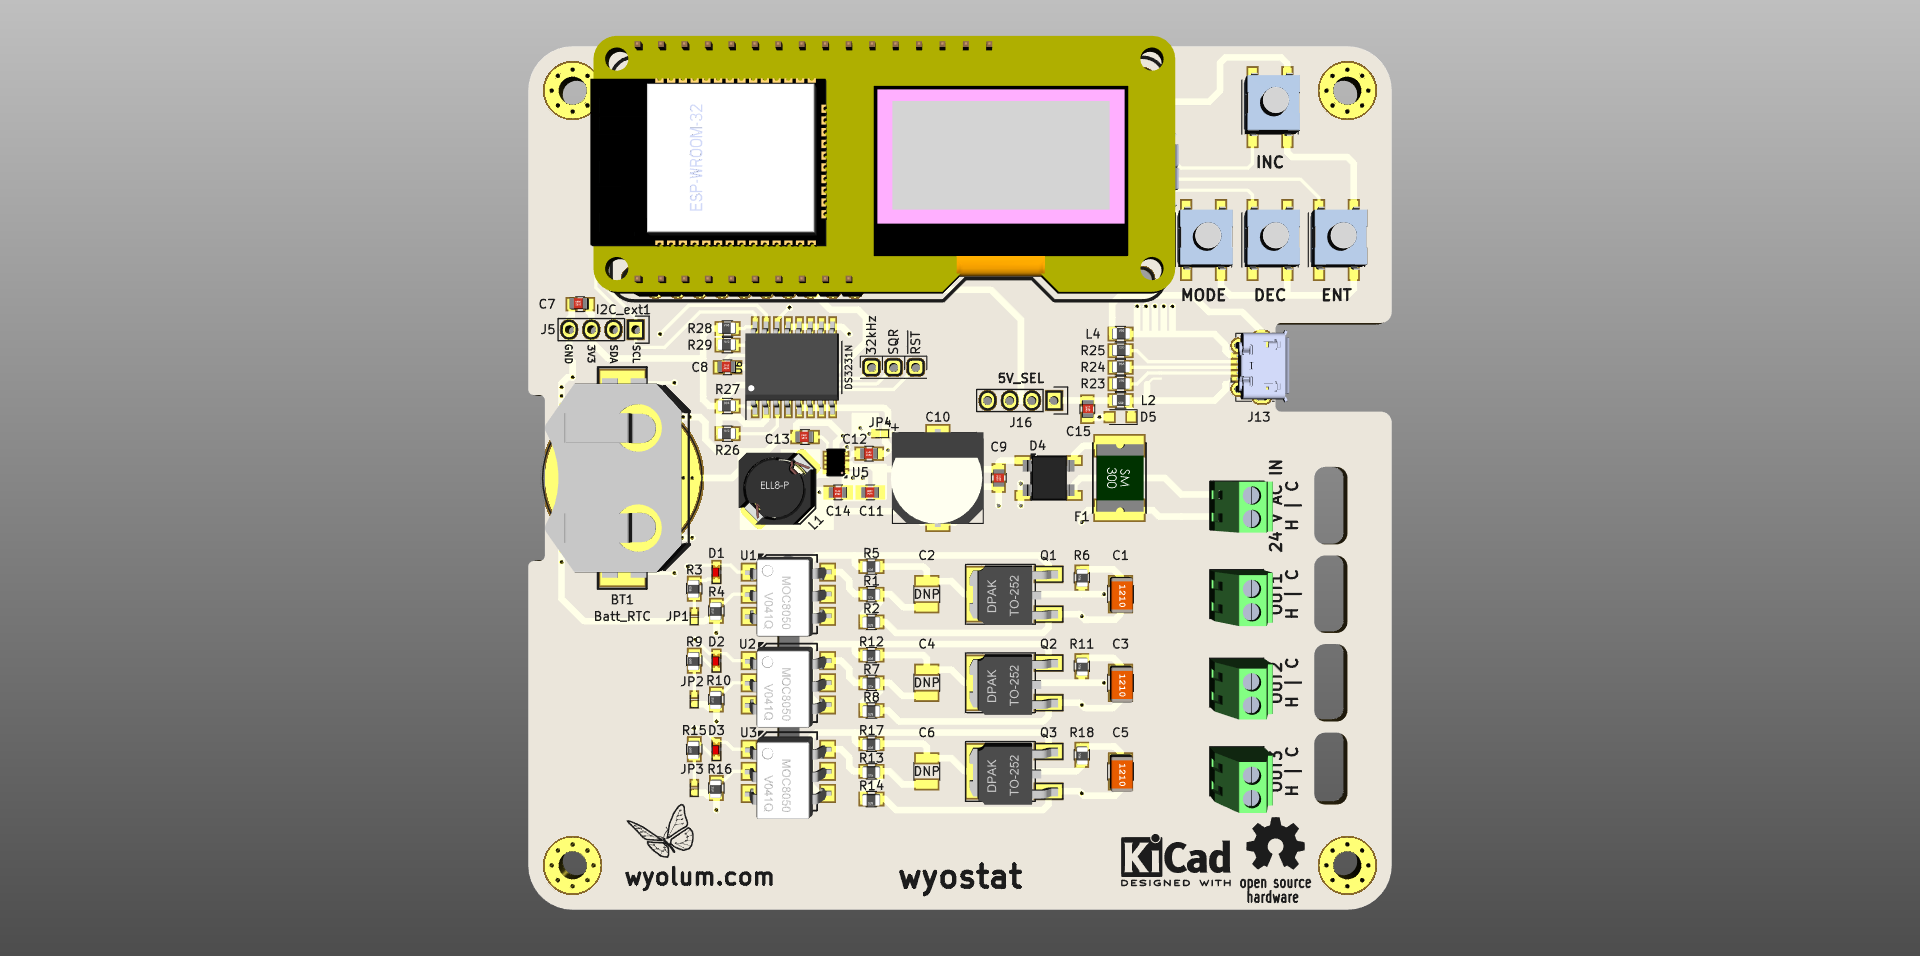 ESP-WROOM-32
INC
MODE
DEC
ENT
C7
I2C_ext1
J5
GND
3V3
SDA
SCL
R28
R29
C8
R27
R26
DS3231N
32kHz
SQR
RST
5V_SEL
J16
L4
R25
R24
R23
L2
D5
C15
J13
C13
C12
JP4
+
C10
U5
ELL8-P
L1
C14
C11
C9
D4
SM
300
F1
24 V AC IN
H | C
BT1
Batt_RTC
D1
R3
R4
JP1
U1
MOC8050
V041Q
R5
R1
R2
C2
DNP
Q1
DPAK
TO-252
R6
C1
1210
OUT1
H | C
R9
D2
JP2
R10
U2
MOC8050
V041Q
R12
R7
R8
C4
DNP
Q2
DPAK
TO-252
R11
C3
1210
OUT2
H | C
R15
D3
JP3
R16
U3
MOC8050
V041Q
R17
R13
R14
C6
DNP
Q3
DPAK
TO-252
R18
C5
1210
OUT3
H | C
wyolum.com
wyostat
KiCad
DESIGNED WITH
open source
hardware